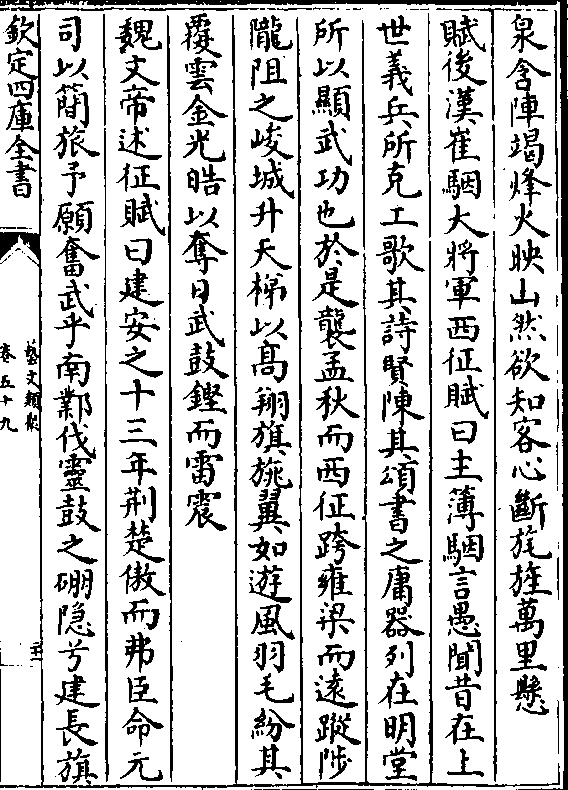 泉含陣竭烽火映山然欲知客心斷旄旌萬里懸
賦後漢崔駰大將軍西征賦曰主簿駰言愚聞昔在上
世義兵所克工歌其詩賢陳其頌書之庸器列在明堂
所以顯武功也於是襲孟秋而西征跨雍梁而遠蹤陟
隴阻之峻城升天梯以高翔旗旐翼如遊風羽毛紛其
覆雲金光皓以奪日武鼓鏗而雷震
魏文帝述征賦曰建安之十三年荆楚傲而弗臣命元
司以簡旅予願奮武乎南鄴伐靈鼓之硼隐兮建長旗
欽定四庫全書
藝文類聚
卷五十九